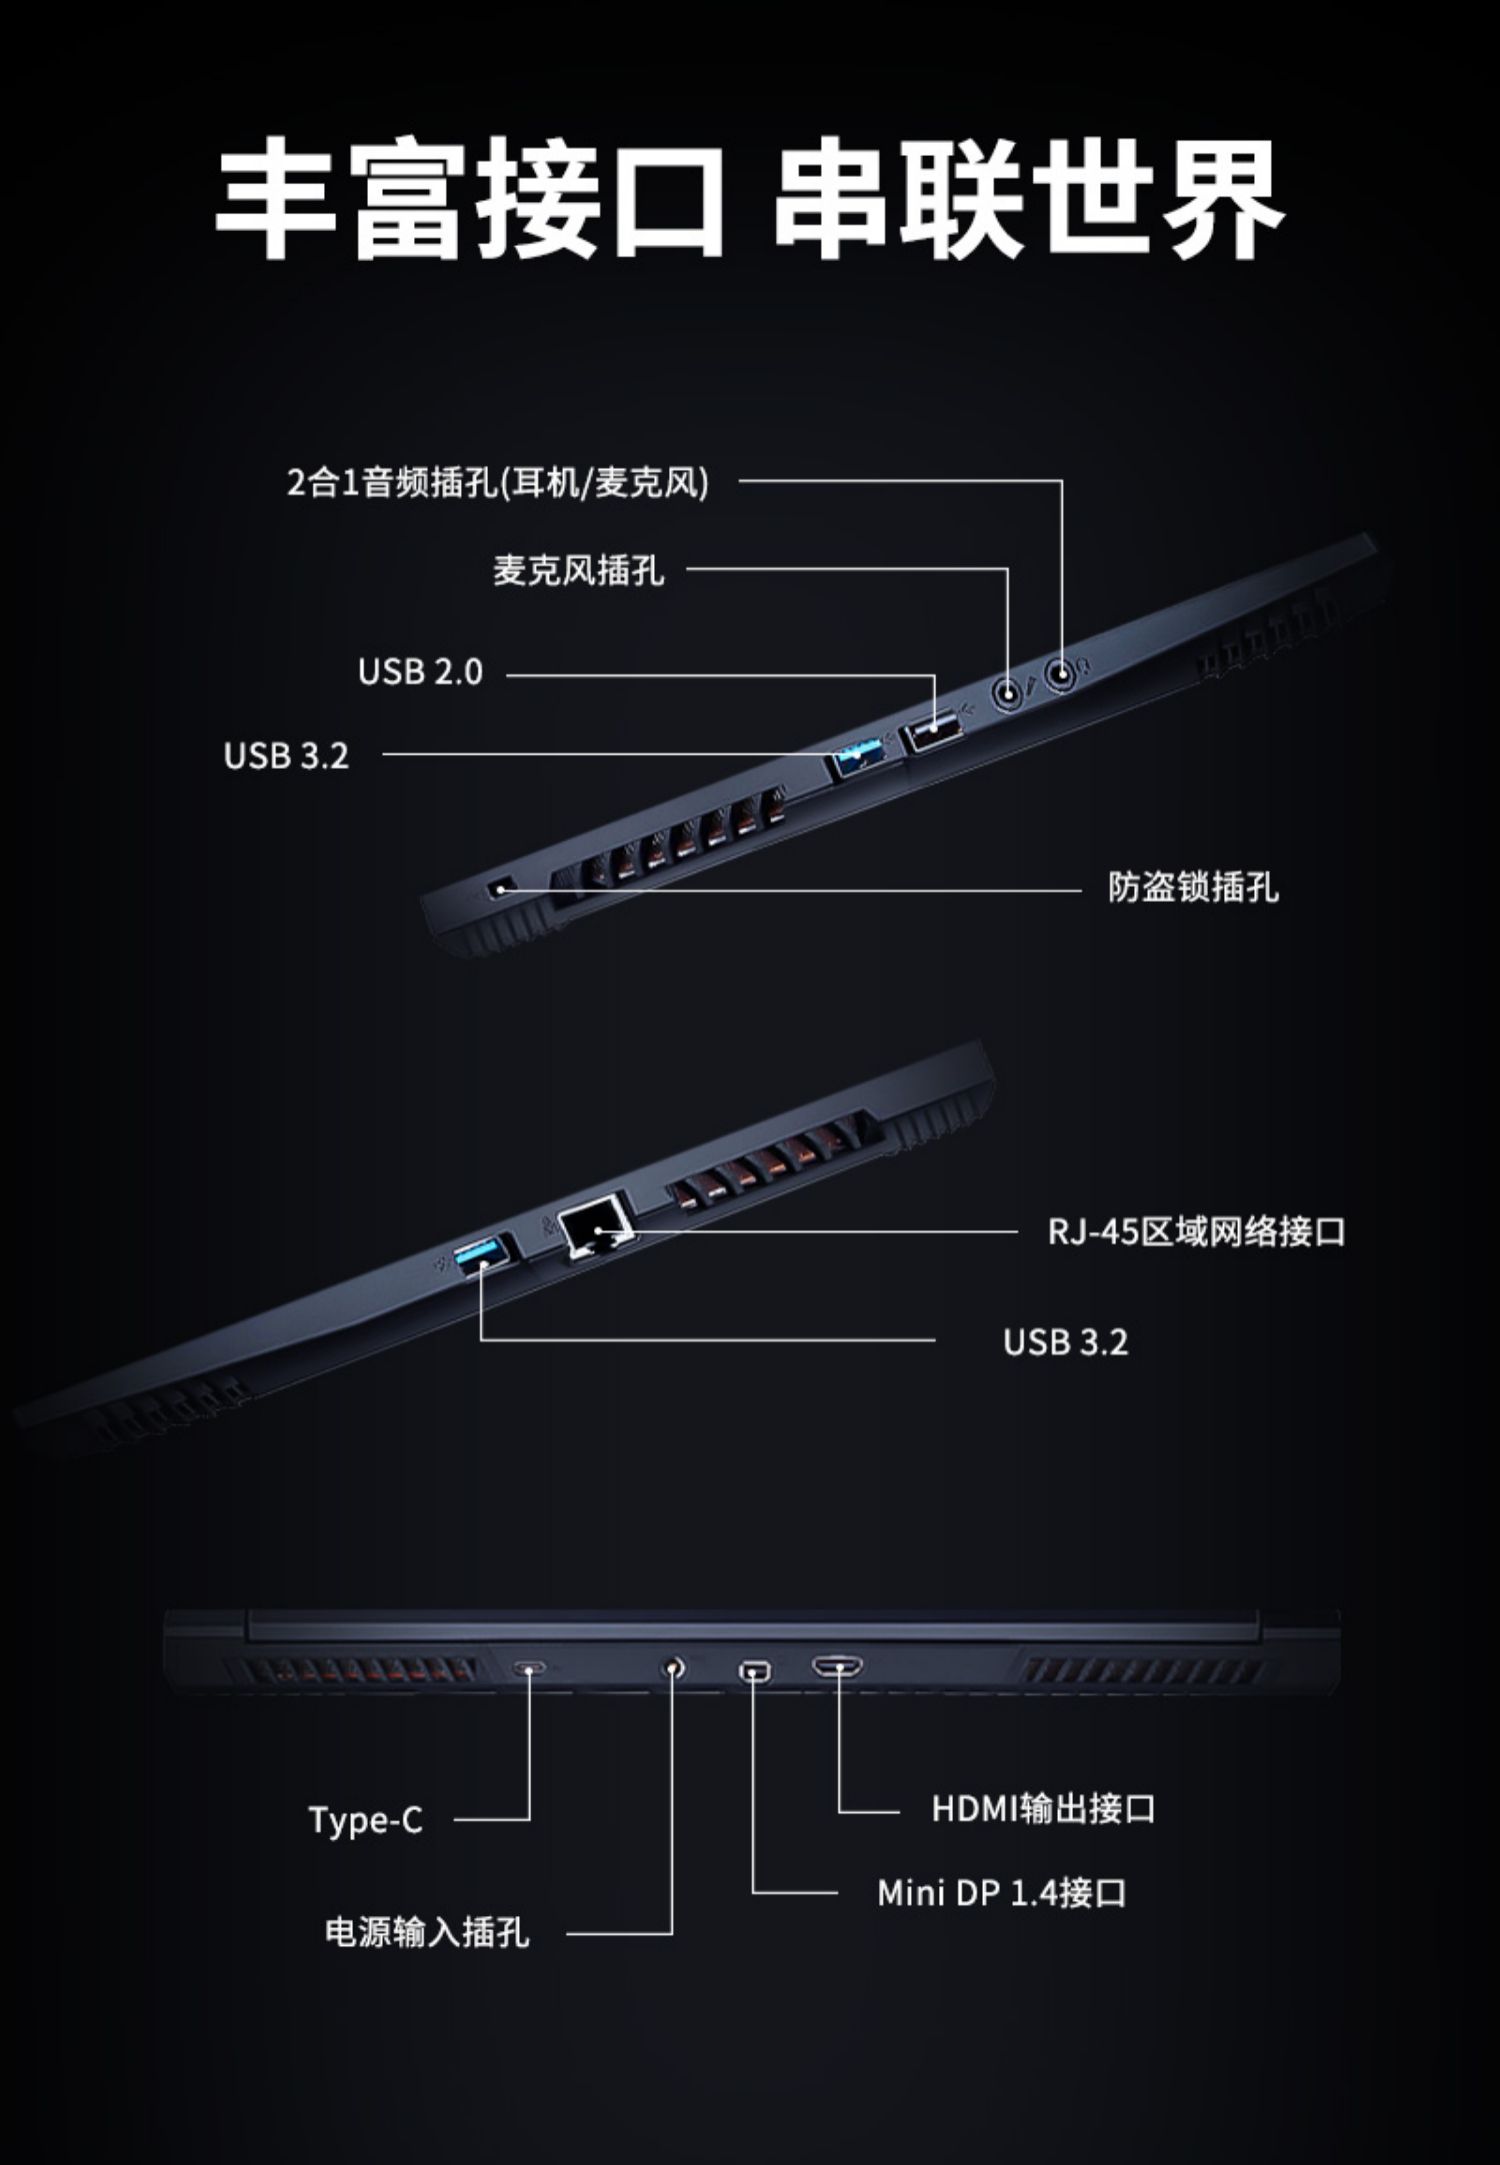 丰富接口 串联世界
2合1音频插孔(耳机/麦克风)
麦克风插孔
USB 2.0
USB 3.2
防盗锁插孔
RJ-45区域网络接口
USB 3.2
Type-C
HDMI输出接口
Mini DP 1.4接口
电源输入插孔